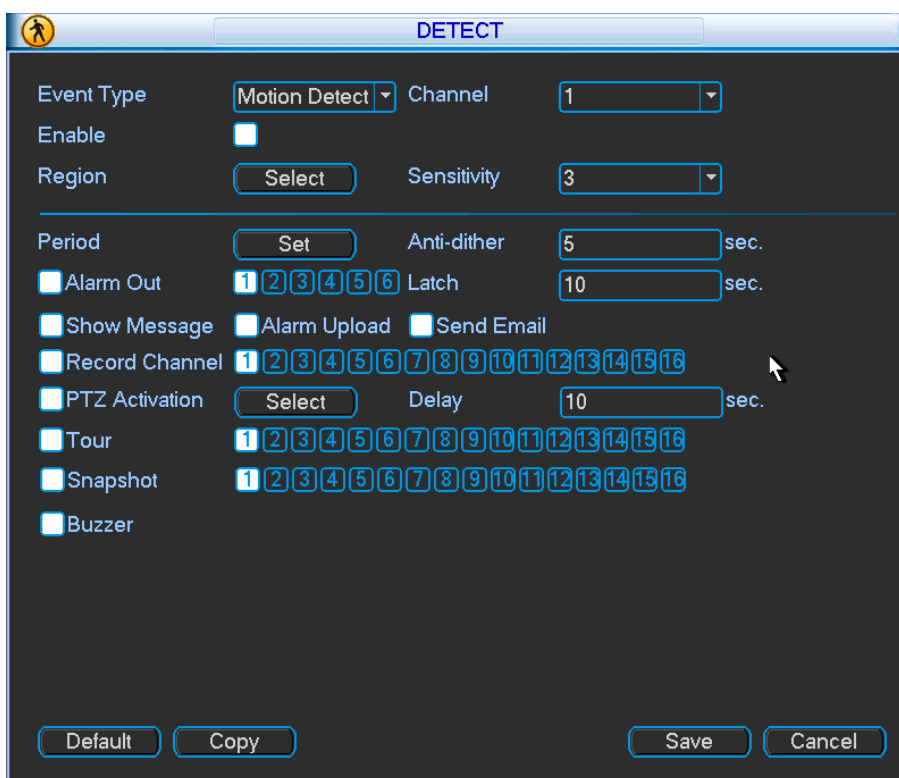 DETECT
Event Type Motion Detect Channel 1
Enable
Region Select Sensitivity 3
Period Set Anti-dither 5 sec.
Alarm Out 1 2 3 4 5 6 Latch 10 sec.
Show Message Alarm Upload Send Email
Record Channel 1 2 3 4 5 6 7 8 9 10 11 12 13 14 15 16
PTZ Activation Select Delay 10 sec.
Tour 1 2 3 4 5 6 7 8 9 10 11 12 13 14 15 16
Snapshot 1 2 3 4 5 6 7 8 9 10 11 12 13 14 15 16
Buzzer
Default Copy Save Cancel